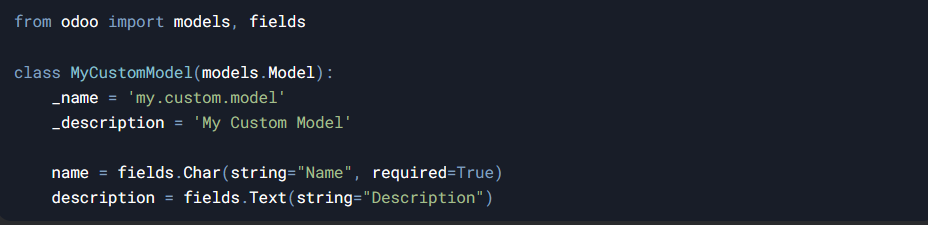 from odoo import models, fields
class MyCustomModel(models.Model):
_name = 'my.custom.model'
_description = 'My Custom Model'
name = fields.Char(string="Name", required=True)
description = fields.Text(string="Description")